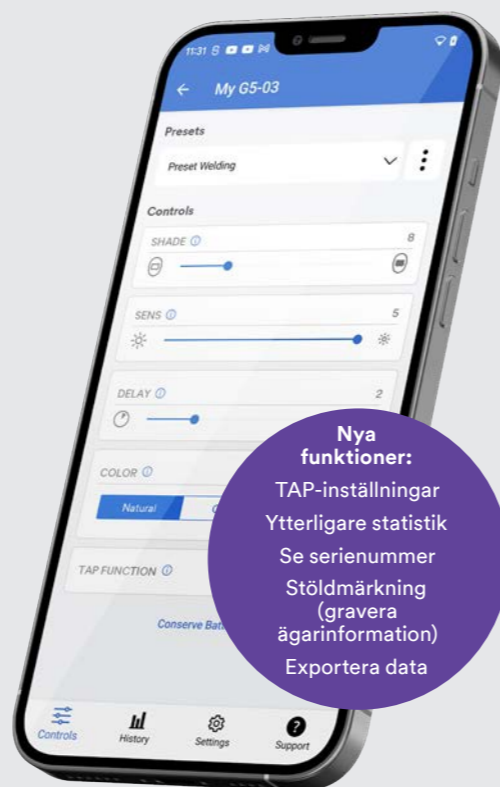 11:31
My G5-03
Presets
Preset Welding
Controls
SHADE
8
SENS
5
DELAY
2
COLOR
Natural
TAP FUNCTION
Nya
funktioner:
TAP-inställningar
Ytterligare statistik
Se serienummer
Stöldmärkning
(gravera
ägarinformation)
Exportera data
Conserve
Controls
History
Settings
Support